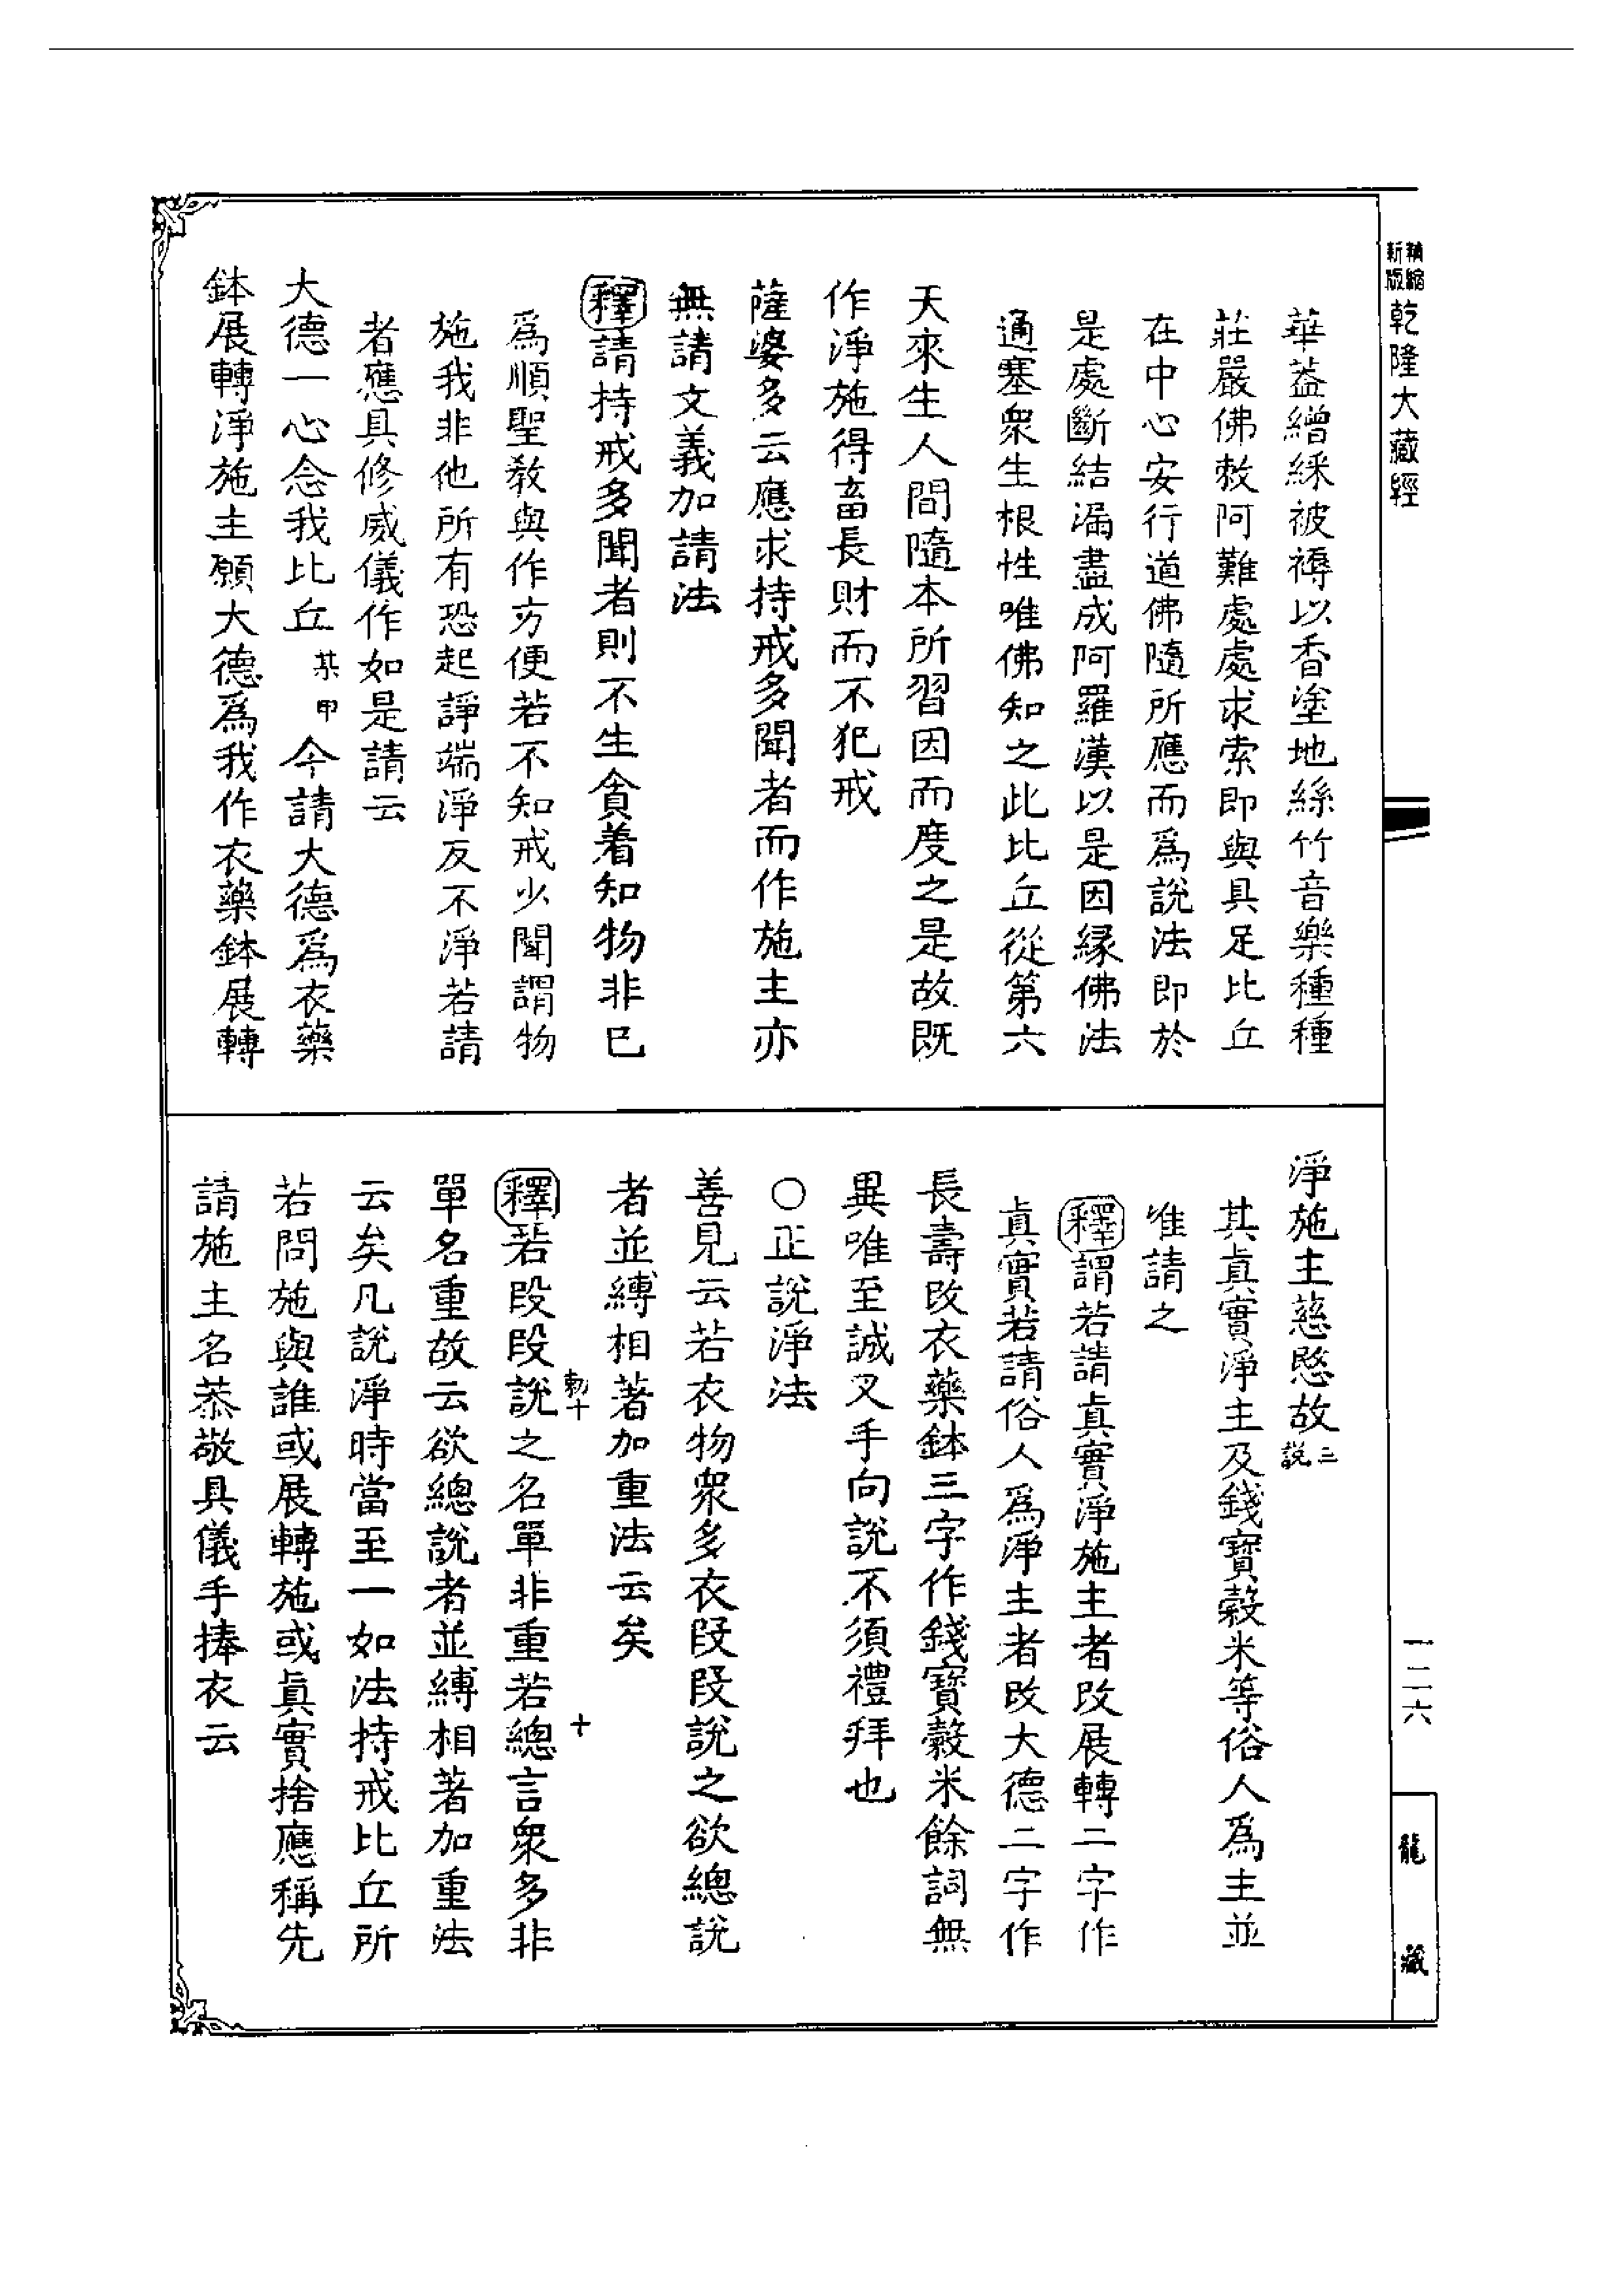 精縮新版乾隆大藏經
華葢繒綵被褥以香塗地絲竹音樂種種
莊嚴佛敕阿難處處求索即與具足比丘
在中心安行道佛隨所應而爲說法即於
是處斷結漏盡成阿羅漢以是因緣佛法
通塞衆生根性唯佛知之此比丘從第六
天來生人間隨本所習因而度之是故既
作淨施得畜長財而不犯戒
薩婆多云應求持戒多聞者而作施主亦
無請文義加請法
釋請持戒多聞者則不生貪着知物非已
爲順聖教與作方便若不知戒少聞謂物
施我非他所有恐起諍端淨反不淨若請
者應具修威儀作如是請云
大德一心念我比丘某甲今請大德爲衣藥
鉢展轉淨施主願大德爲我作衣藥鉢展轉
淨施主慈愍故三說
其眞實淨主及錢寶穀米等俗人爲主並
唯請之
釋謂若請眞實淨施主者改展轉二字作
眞實若請俗人爲淨主者改大德二字作
長壽改衣藥鉢三字作錢寶穀米餘詞無
異唯至誠叉手向說不須禮拜也
○正說淨法
善見云若衣物衆多衣段段說之欲總說
者並縛相著加重法云矣
釋若段段說之名單非重若總言衆多非
勅十
十
單名重故云欲總說者並縛相著加重法
云矣凡說淨時當至一如法持戒比丘所
若問施與誰或展轉施或眞實捨應稱先
請施主名恭敬具儀手捧衣云
一二六
龍藏